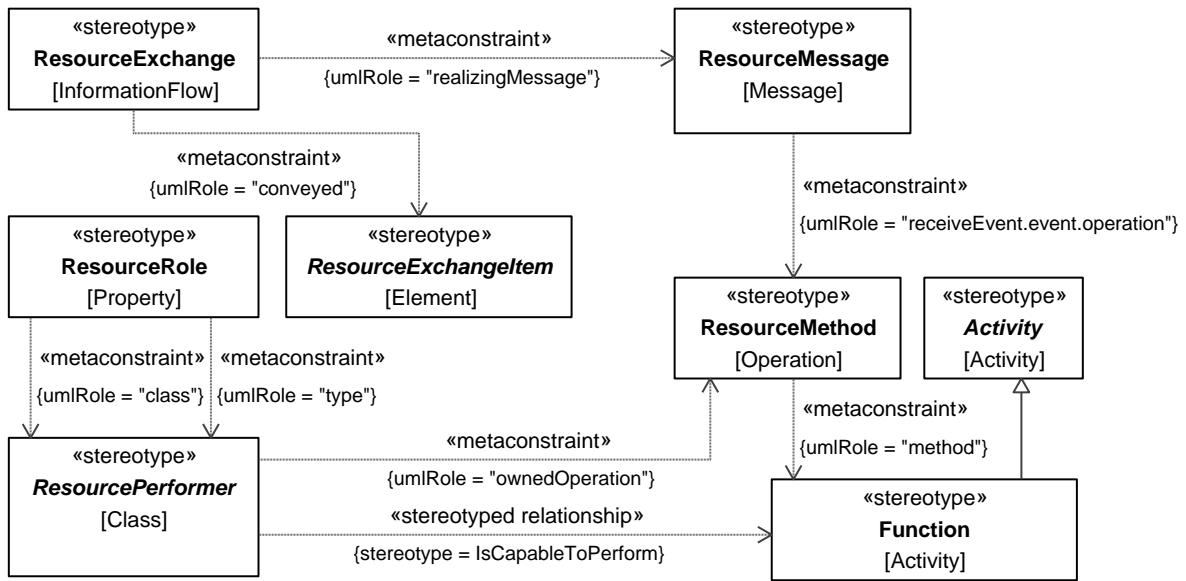 «stereotype»
ResourceExchange
[InformationFlow]
«metaconstraint»
{umlRole = "realizingMessage"}
«stereotype»
ResourceMessage
[Message]
«metaconstraint»
{umlRole = "conveyed"}
«metaconstraint»
{umlRole = "receiveEvent.event.operation"}
«stereotype»
ResourceRole
[Property]
«stereotype»
ResourceExchangeItem
[Element]
«stereotype»
ResourceMethod
[Operation]
«stereotype»
Activity
[Activity]
«metaconstraint»
{umlRole = "class"}
«metaconstraint»
{umlRole = "type"}
«metaconstraint»
{umlRole = "method"}
«stereotype»
ResourcePerformer
[Class]
«metaconstraint»
{umlRole = "ownedOperation"}
«stereotyped relationship»
{stereotype = IsCapableToPerform}
«stereotype»
Function
[Activity]